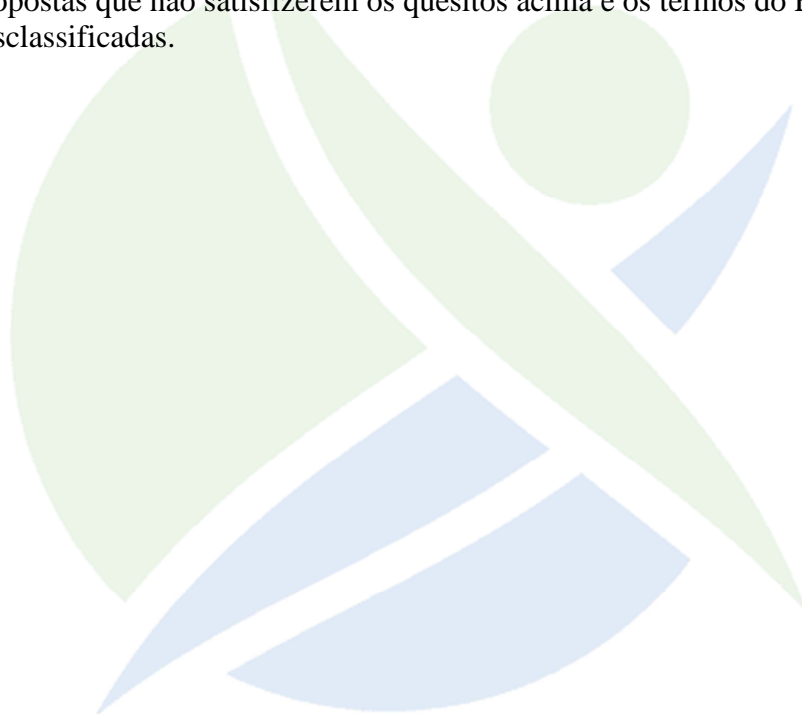 opostas que não satisfizerem os quesitos acima e os termos do
sclassificadas.